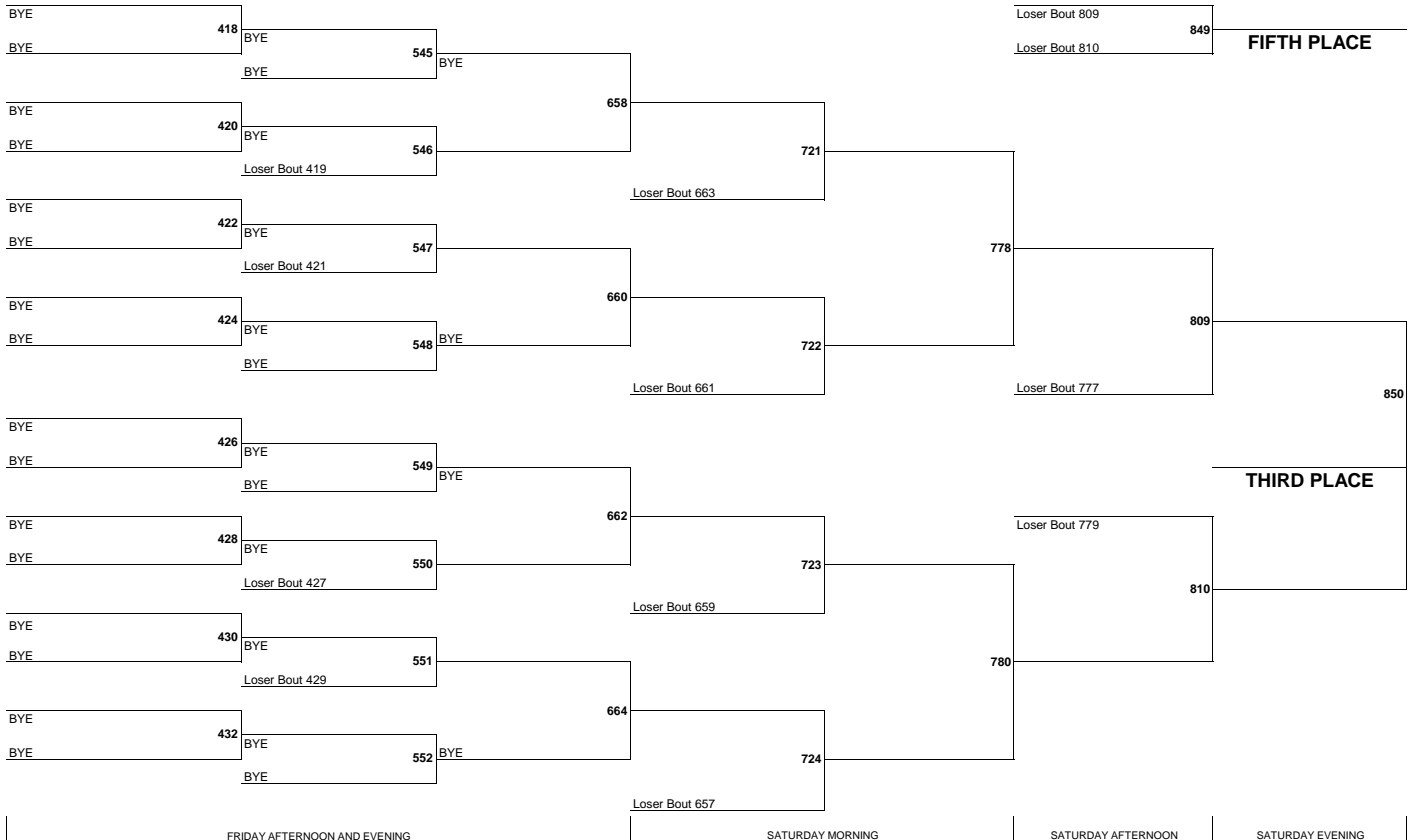 BYE
418
BYE
BYE
545
BYE
BYE
BYE
420
BYE
BYE
546
Loser Bout 419
658
721
Loser Bout 663
BYE
422
BYE
BYE
547
Loser Bout 421
BYE
424
BYE
BYE
548
BYE
BYE
660
722
Loser Bout 661
778
809
Loser Bout 777
BYE
426
BYE
BYE
549
BYE
BYE
BYE
428
BYE
BYE
550
Loser Bout 427
662
723
Loser Bout 659
BYE
430
BYE
BYE
551
Loser Bout 429
BYE
432
BYE
BYE
552
BYE
BYE
664
724
Loser Bout 657
780
Loser Bout 779
810
850
THIRD PLACE
Loser Bout 809
849
Loser Bout 810
FIFTH PLACE
FRIDAY AFTERNOON AND EVENING
SATURDAY MORNING
SATURDAY AFTERNOON
SATURDAY EVENING